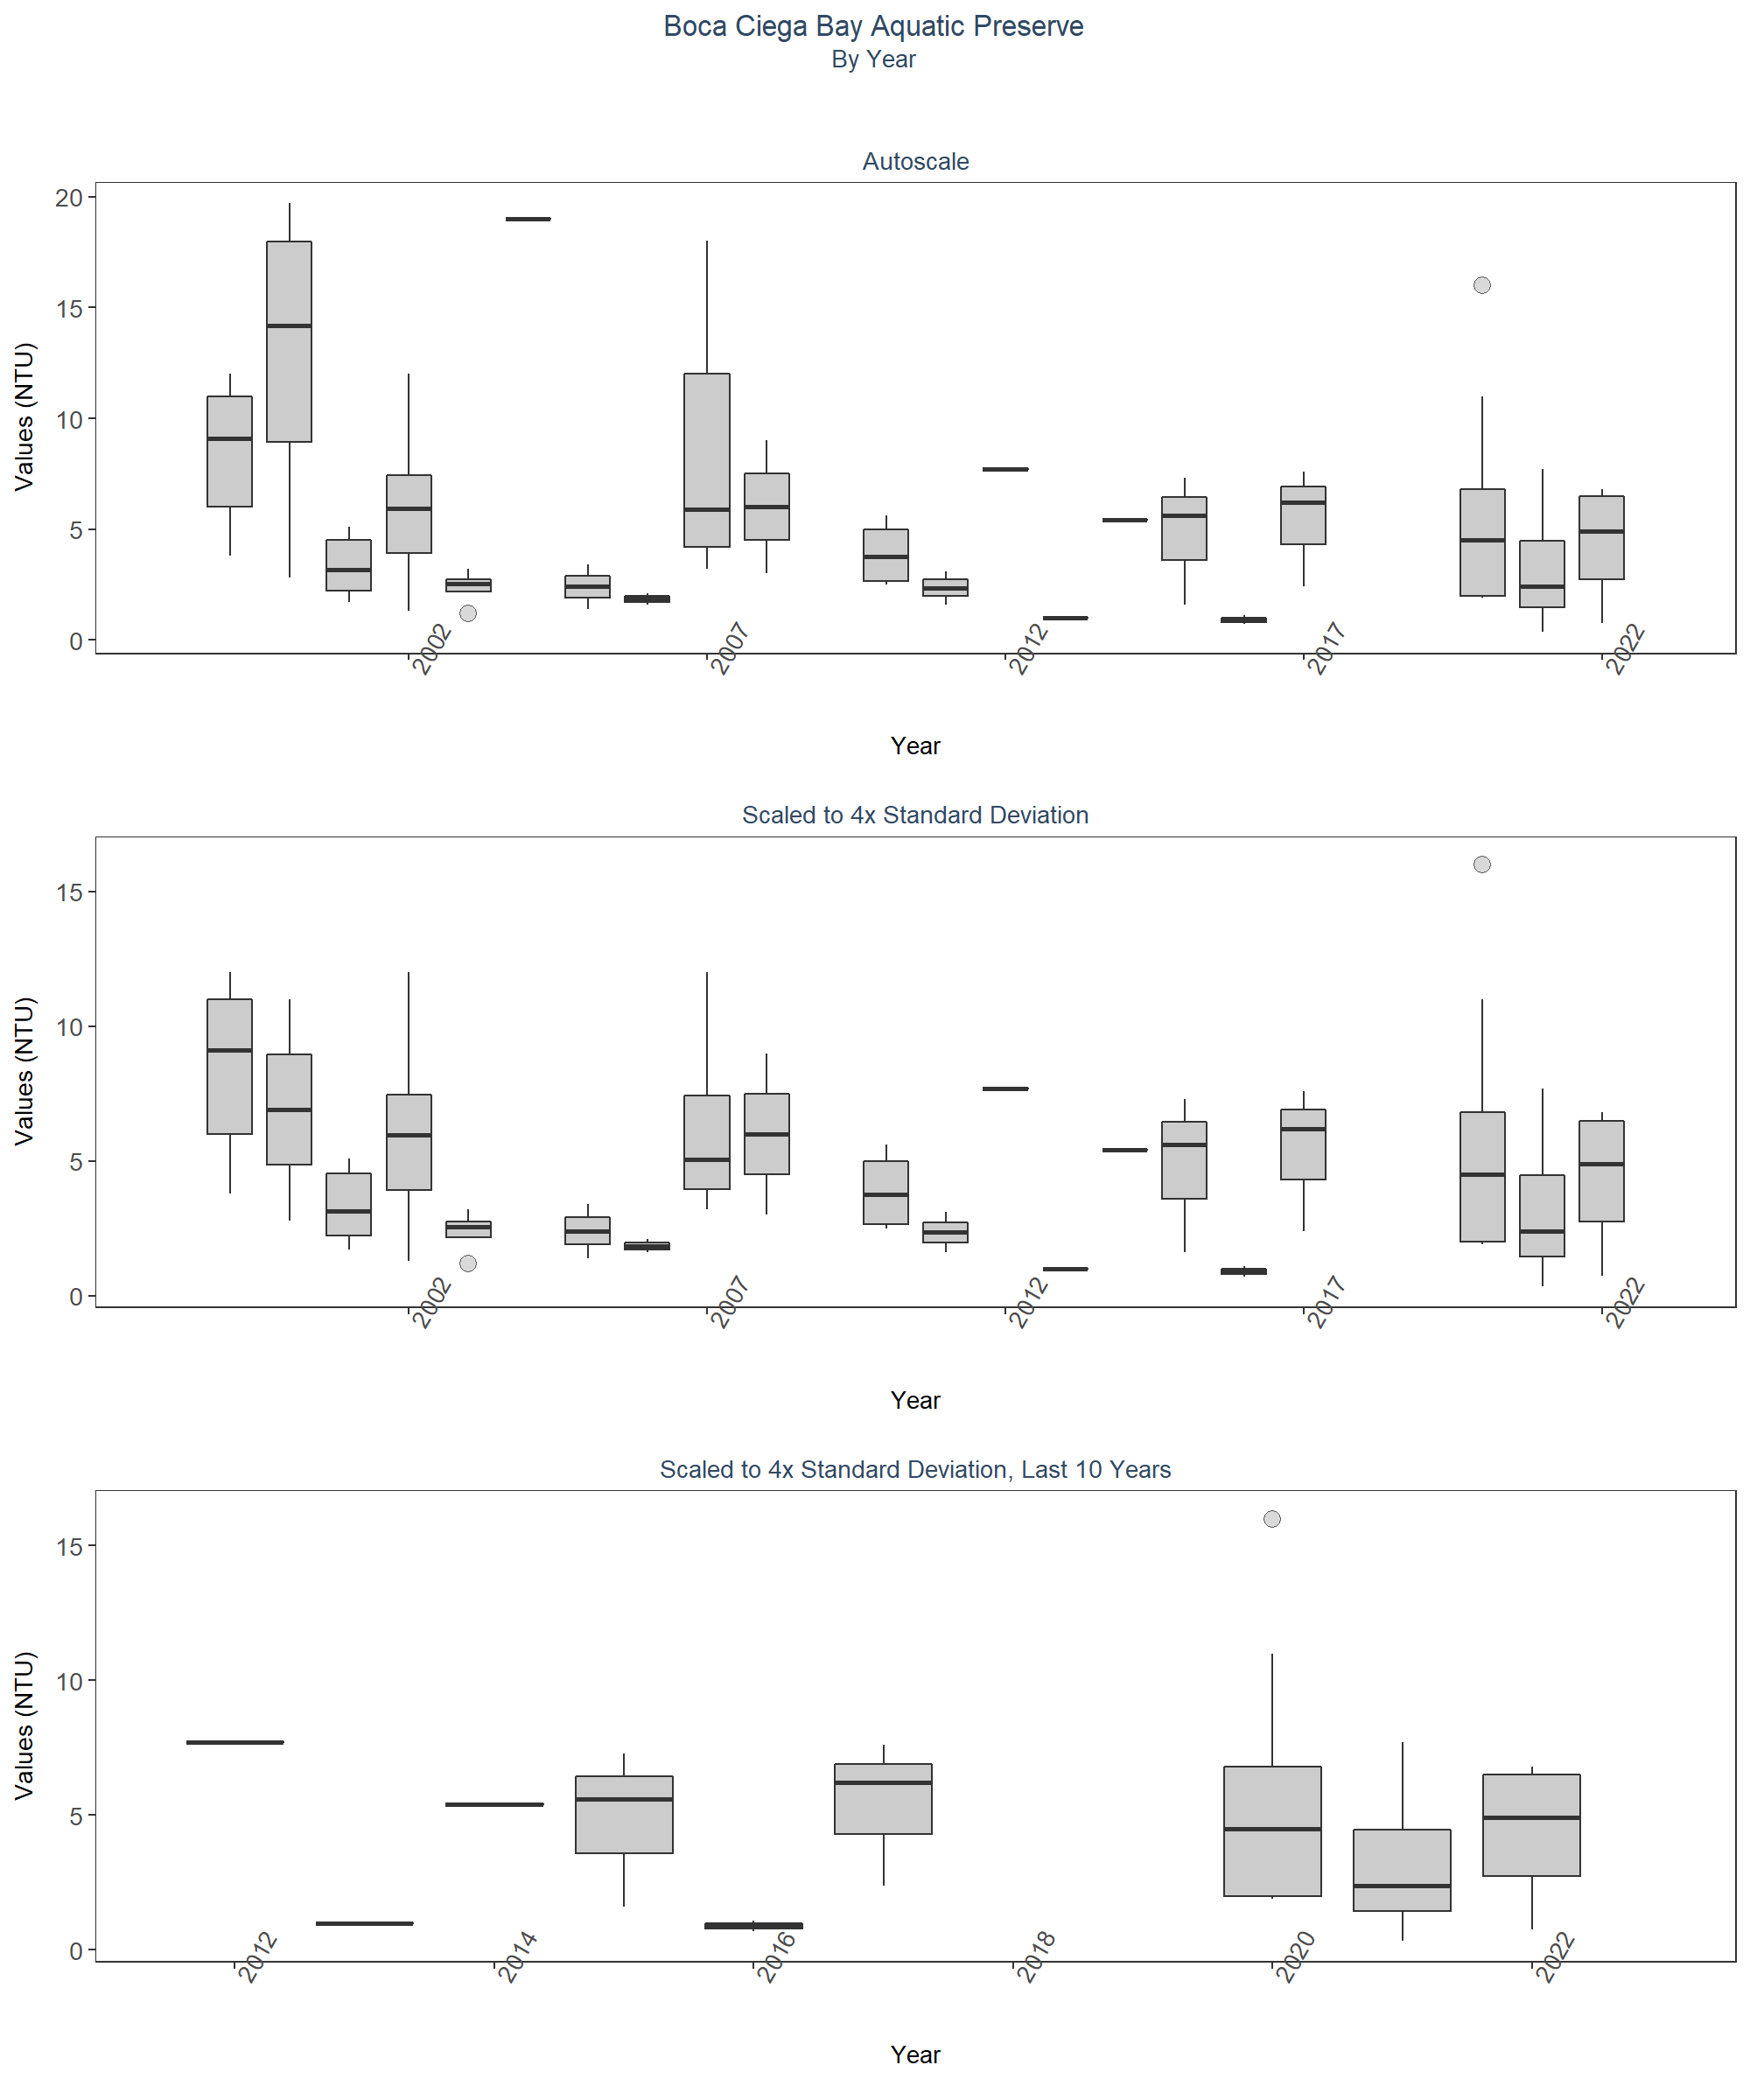 Boca Ciega Bay Aquatic Preserve
By Year
Autoscale
Values (NTU)
20
15
10
5
0
2002
2007
2012
2017
2022
Year
Scaled to 4x Standard Deviation
Values (NTU)
15
10
5
0
2002
2007
2012
2017
2022
Year
Scaled to 4x Standard Deviation, Last 10 Years
Values (NTU)
15
10
5
0
2012
2014
2016
2018
2020
2022
Year